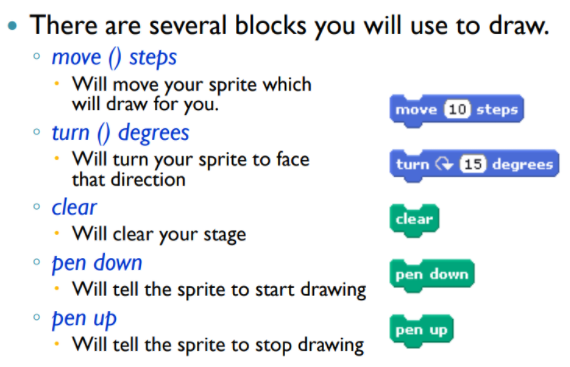 There are several blocks you will use to draw.
move () steps
Will move your sprite which
will draw for you.
move 10 steps
turn () degrees
Will turn your sprite to face
that direction
turn 15 degrees
clear
Will clear your stage
clear
pen down
Will tell the sprite to start drawing
pen down
pen up
Will tell the sprite to stop drawing
pen up